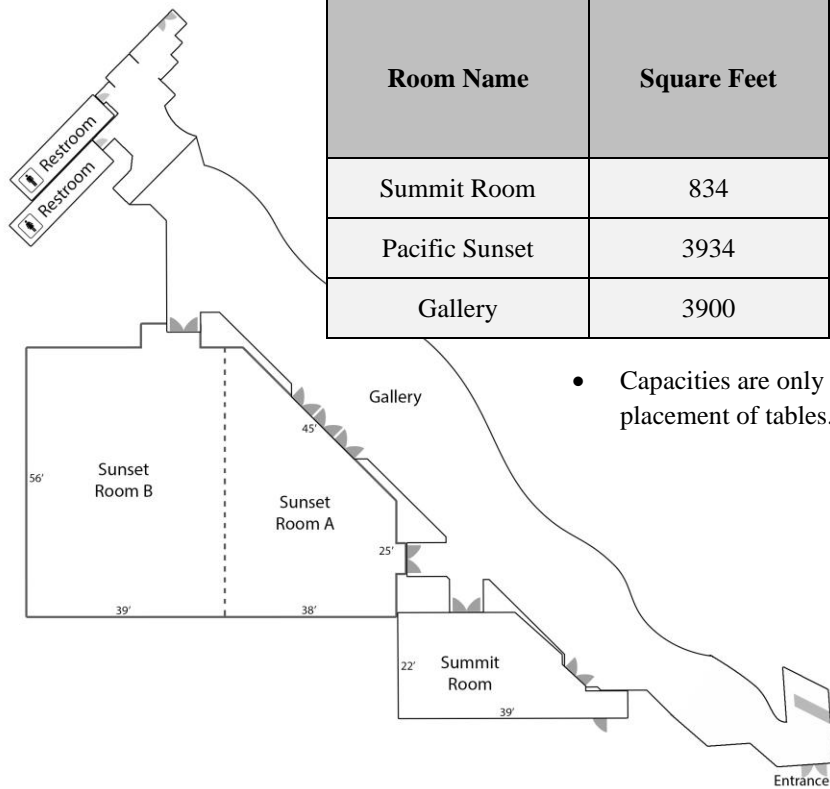 Room Name Square Feet
Summit Room 834
Pacific Sunset 3934
Gallery 3900
• Capacities are only
placement of tables.
Restroom
Restroom
Gallery
45'
56'
Sunset
Room B
Sunset
Room A
25'
39'
38'
22'
Summit
Room
39'
Entrance